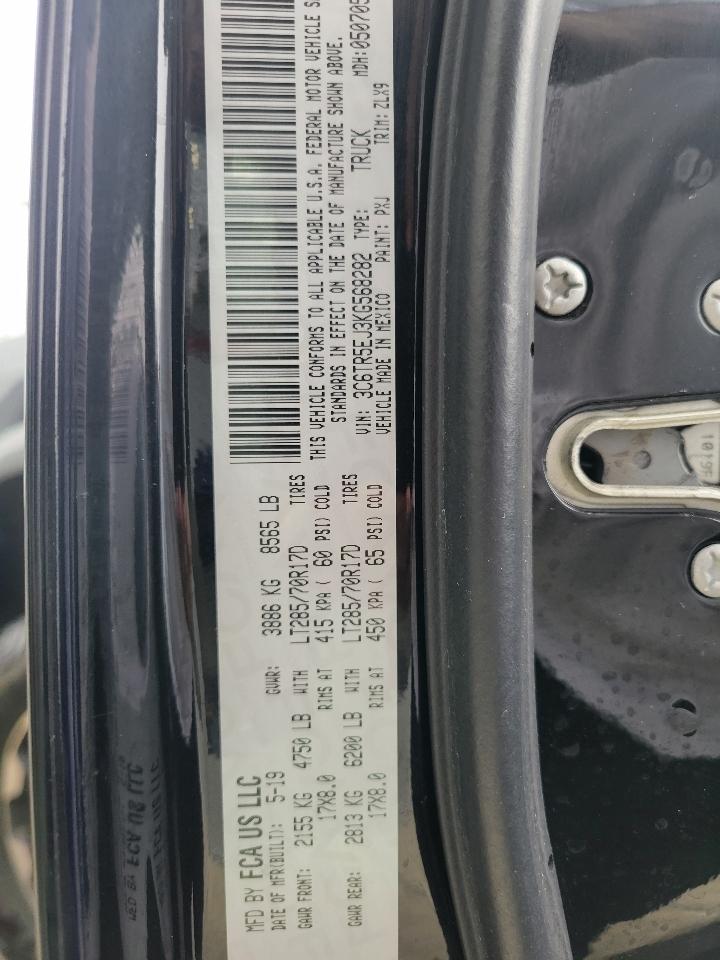 MFD BY FCA US LLC
DATE OF MFR(BUILT): 5-19 GVWR: 3886 KG 8565 LB
GAWR FRONT: 2155 KG 4750 LB WITH LT285/70R17D TIRES
17X8.0 RIMS AT 415 KPA ( 60 PSI) COLD
GAWR REAR: 2813 KG 6200 LB WITH LT285/70R17D TIRES
17X8.0 RIMS AT 450 KPA ( 65 PSI) COLD
THIS VEHICLE CONFORMS TO ALL APPLICABLE U.S.A. FEDERAL MOTOR VEHICLE S
STANDARDS IN EFFECT ON THE DATE OF MANUFACTURE SHOWN ABOVE.
VIN: 3C6TR5EJ3KG568282 TYPE: TRUCK MDH:050705
VEHICLE MADE IN MEXICO PAINT: PXJ TRIM: ZLX9